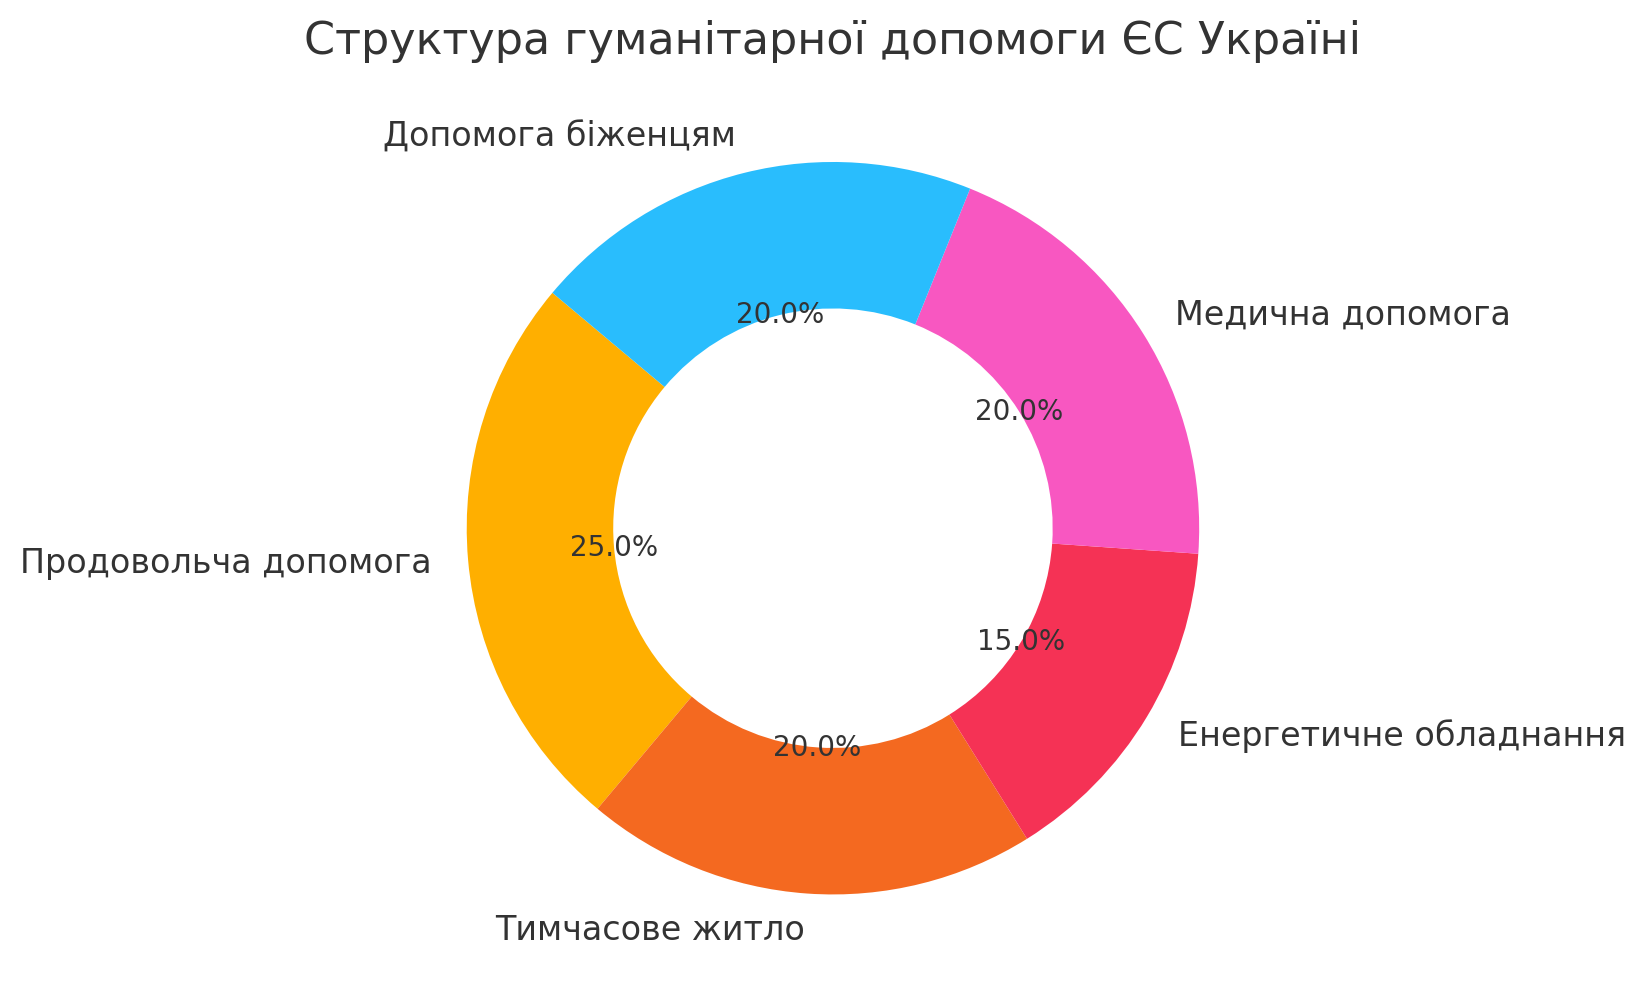 Структура гуманітарної допомоги ЄС Україні
Допомога біженцям
20.0%
Медична допомога
20.0%
Продовольча допомога
25.0%
15.0%
Енергетичне обладнання
20.0%
Тимчасове житло